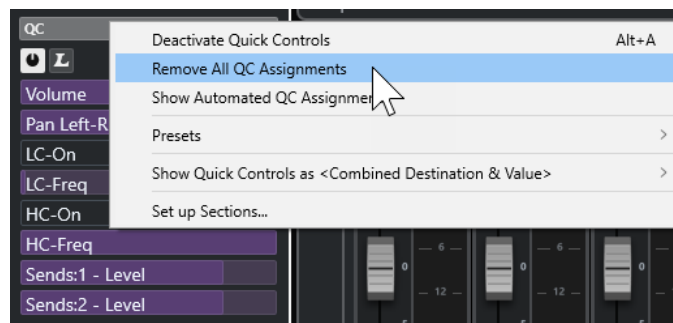 QC
Deactivate Quick Controls Alt+A
L
Remove All QC Assignments
Volume
Show Automated QC
Pan Left-R
Presets
LC-On
Show Quick Controls as <Combined Destination & Value>
LC-Freq
HC-On
Set up Sections...
HC-Freq
6 6
0 0 0
Sends:1 - Level
12 12
Sends:2 - Level